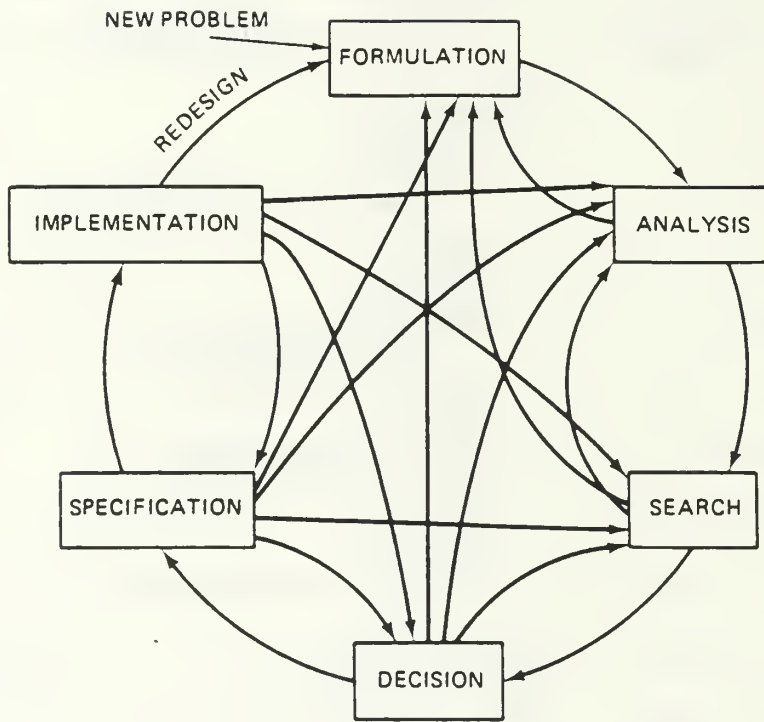 NEW PROBLEM
FORMULATION
REDESIGN
IMPLEMENTATION
ANALYSIS
SPECIFICATION
SEARCH
DECISION